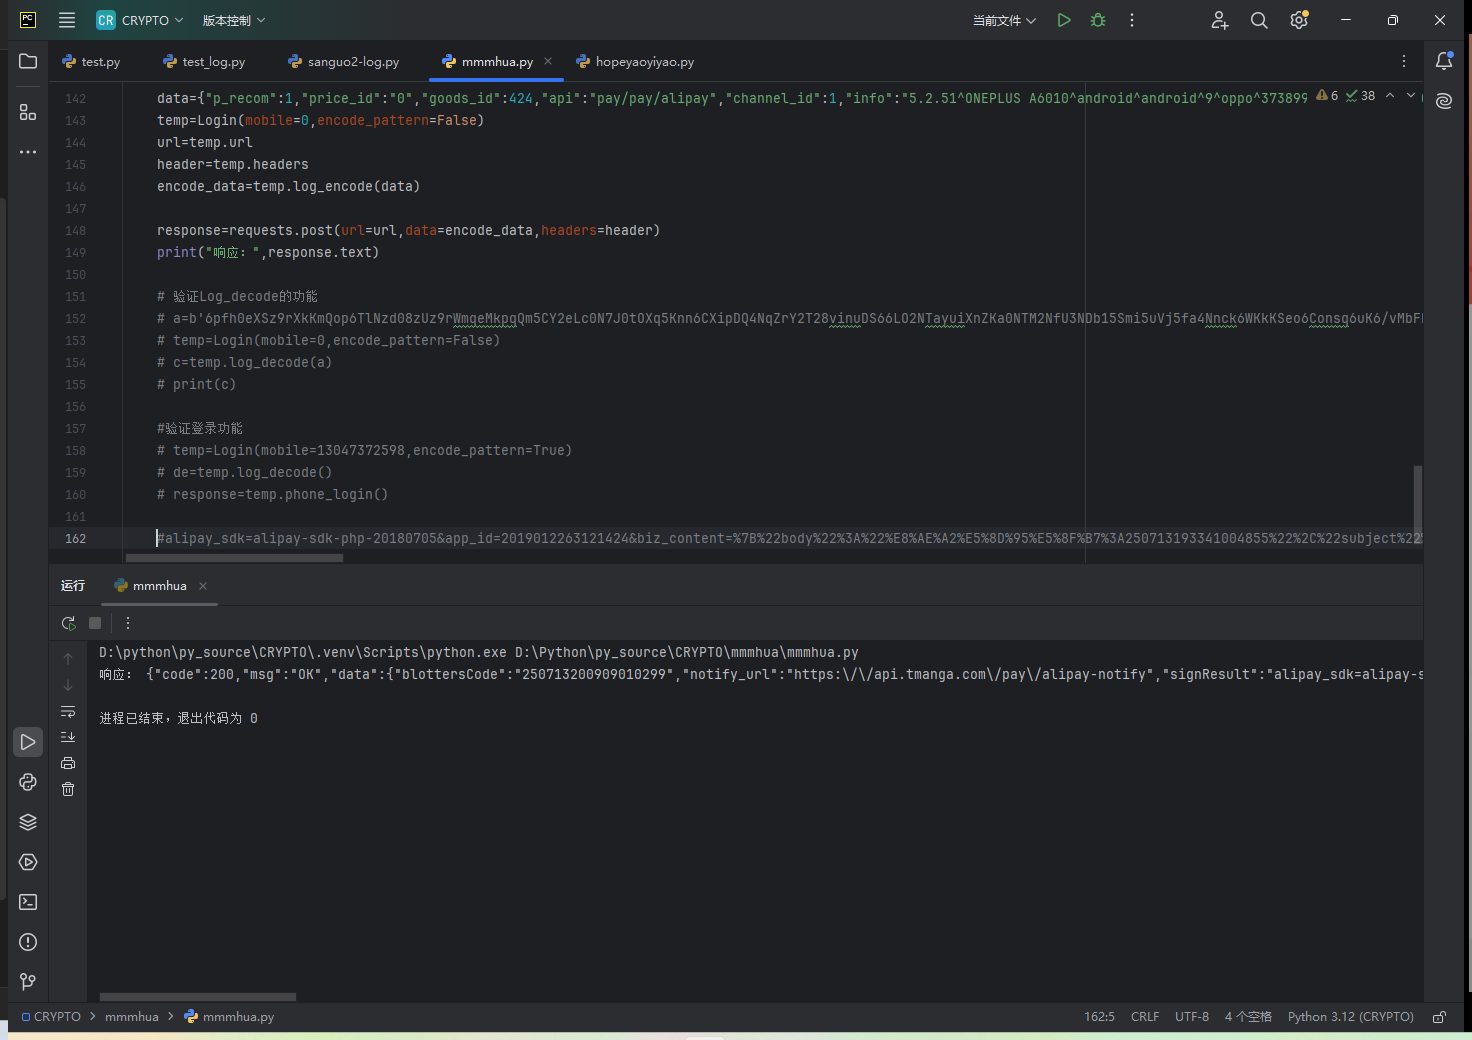 PC
CR CRYPTO 版本控制 当前文件
test.py test_log.py sanguo2-log.py mmmhua.py hopeyaoyiyao.py
142 data={"p_recom":1,"price_id":"0","goods_id":424,"api":"pay/pay/alipay","channel_id":1,"info":"5.2.51^ONEPLUS A6010^android^android^9^oppo^373899 6 38
143 temp=Login(mobile=0,encode_pattern=False)
144 url=temp.url
145 header=temp.headers
146 encode_data=temp.log_encode(data)
147
148 response=requests.post(url=url,data=encode_data,headers=header)
149 print("响应: ",response.text)
150
151 # 验证Log_decode的功能
152 # a=b'6pfh0eXSz9rXkKmQop6TlNzd08zUz9rWmqeMkpqQm5CY2eLc0N7J0tOXq5Knn6CXipDQ4NqZrY2T28vinuDS66LO2NTayuiXnZKa0NTM2NfU3NDb15Smi5uVj5fa4Nnck6WKkKSeo6Consq6uK6/vMbF
153 # temp=Login(mobile=0,encode_pattern=False)
154 # c=temp.log_decode(a)
155 # print(c)
156
157 #验证登录功能
158 # temp=Login(mobile=13047372598,encode_pattern=True)
159 # de=temp.log_decode()
160 # response=temp.phone_login()
161
162 #alipay_sdk=alipay-sdk-php-20180705&app_id=2019012263121424&biz_content=%7B%22body%22%3A%22%E8%AE%A2%E5%8D%95%E5%8F%B7%3A250713193341004855%22%2C%22subject%22%
运行 mmmhua
D:\python\py_source\CRYPTO\.venv\Scripts\python.exe D:\Python\py_source\CRYPTO\mmmhua\mmmhua.py
响应: {"code":200,"msg":"OK","data":{"blottersCode":"250713200909010299","notify_url":"https:\/\/api.tmanga.com\/pay\/alipay-notify","signResult":"alipay_sdk=alipay-s
进程已结束，退出代码为 0
CRYPTO > mmmhua > mmmhua.py 162:5 CRLF UTF-8 4 个空格 Python 3.12 (CRYPTO)